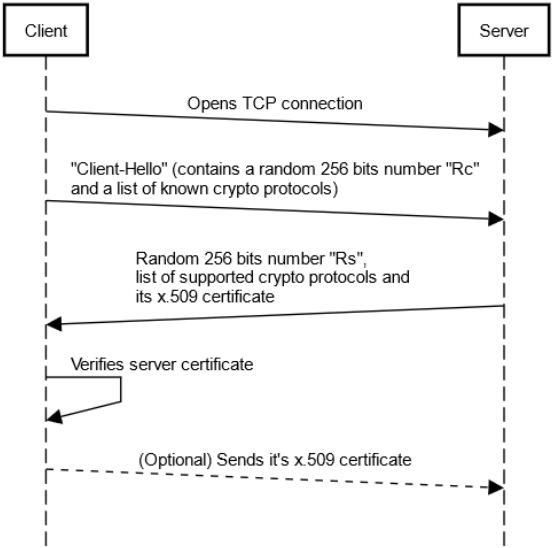 Client
Server
Opens TCP connection
"Client-Hello" (contains a random 256 bits number "Rc"
and a list of known crypto protocols)
Random 256 bits number "Rs",
list of supported crypto protocols and
its x.509 certificate
Verifies server certificate
(Optional) Sends it's x.509 certificate